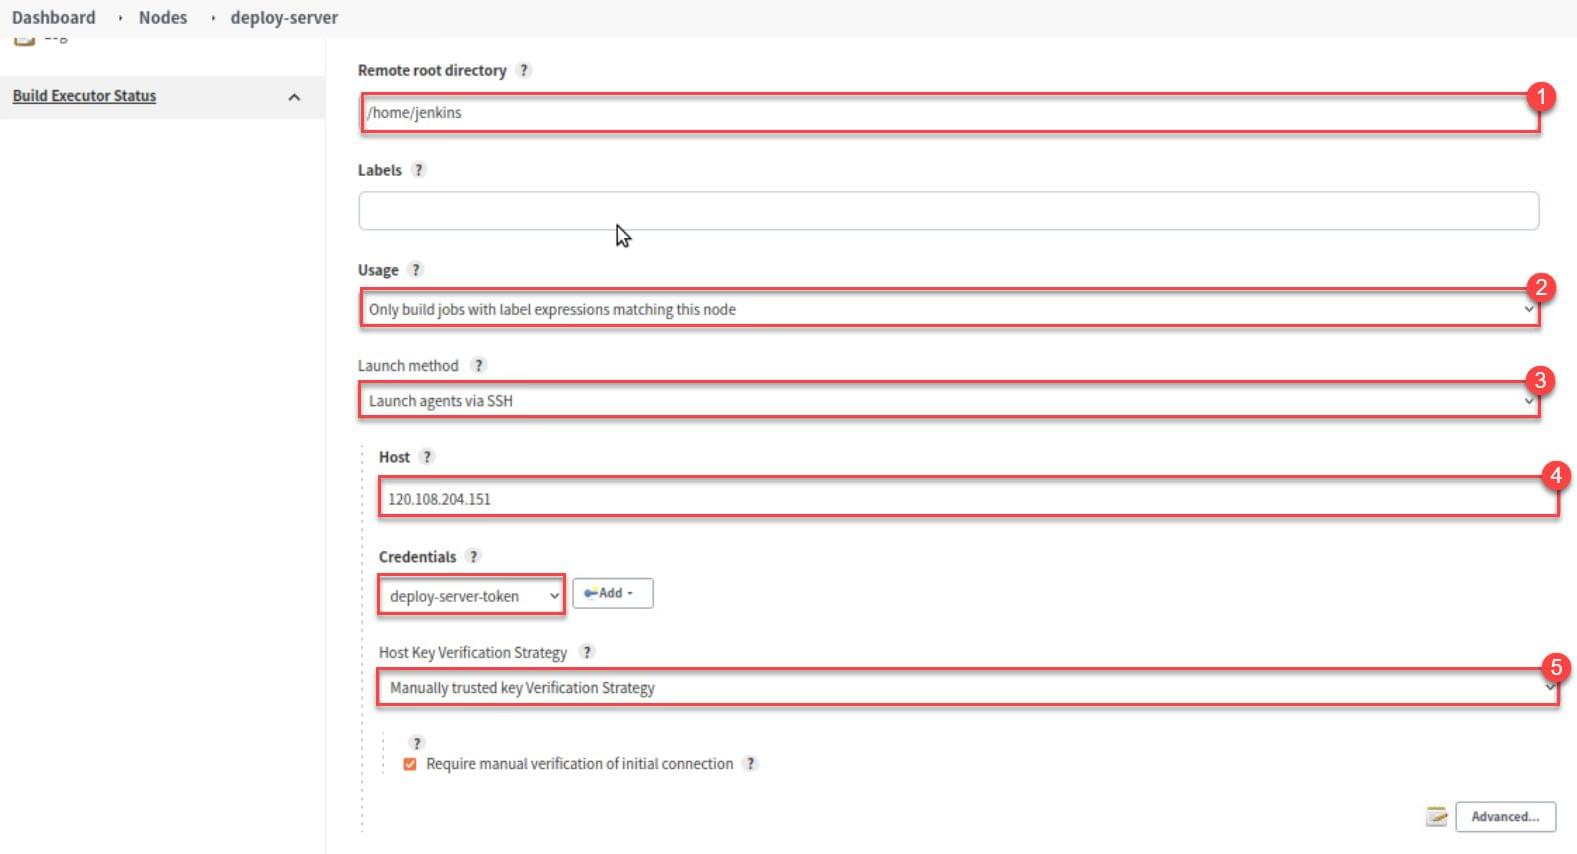 Dashboard
Nodes
deploy-server
Log
Build Executor Status
Remote root directory ?
1
/home/jenkins
Labels ?
Usage ?
2
Only build jobs with label expressions matching this node
Launch method ?
3
Launch agents via SSH
Host ?
4
120.108.204.151
Credentials ?
deploy-server-token
Add
Host Key Verification Strategy ?
5
Manually trusted key Verification Strategy
?
Require manual verification of initial connection ?
Advanced...